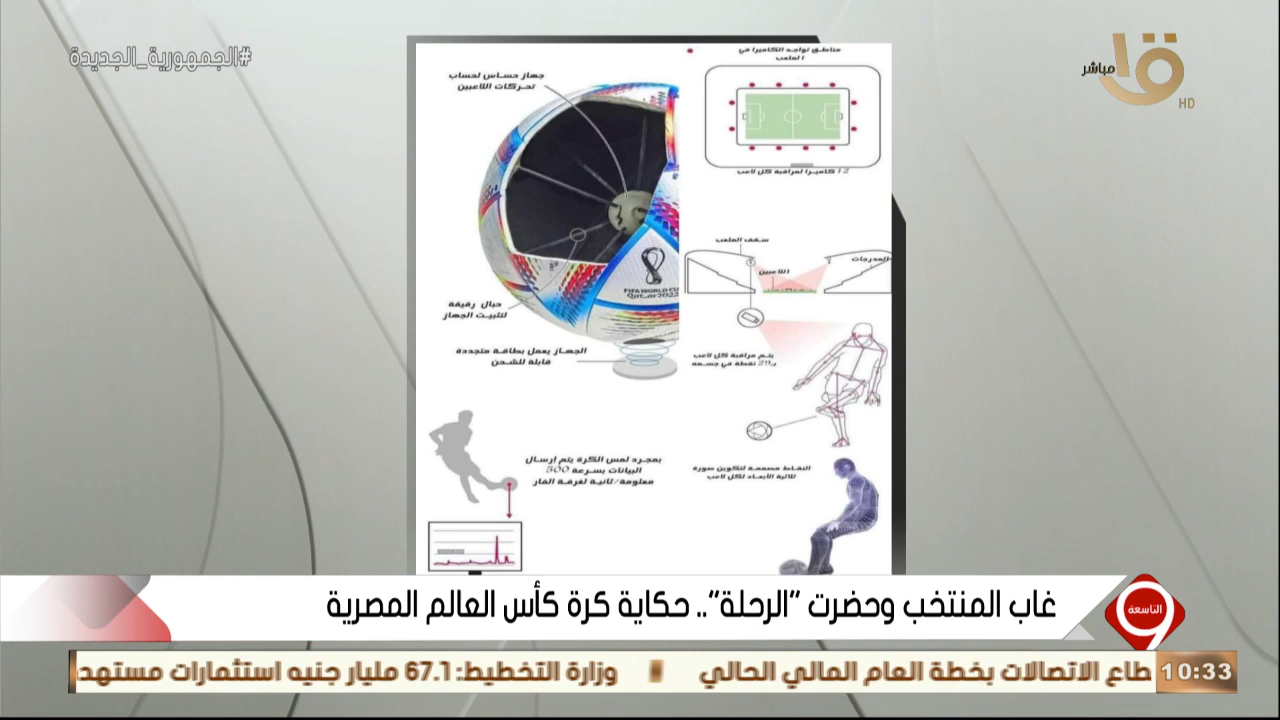 #الجمهورية_الجديدة
مباشر
HD
مناطق تواجد الكاميرا في
الملعب
جهاز حساس لحساب
تحركات اللاعبين
12 كاميرا لمراقبة كل لاعب
سقف الملعب
المدرجات
اللاعبين
FIFA WORLD CU
Qatar2022
حبال رقيقة
لتثبيت الجهاز
الجهاز يعمل بطاقة متجددة
قابلة للشحن
يتم مراقبة كل لاعب
بـ29 نقطة في جسمه
بمجرد لمس الكرة يتم إرسال
البيانات بسرعة 500
معلومة/ثانية لغرفة الفار
النقاط مصممة لتكوين صورة
ثلاثية الأبعاد لكل لاعب
غاب المنتخب وحضرت "الرحلة".. حكاية كرة كأس العالم المصرية
التاسعة
9
10:33
طاع الاتصالات بخطة العام المالي الحالي
وزارة التخطيط: 67.1 مليار جنيه استثمارات مستهد